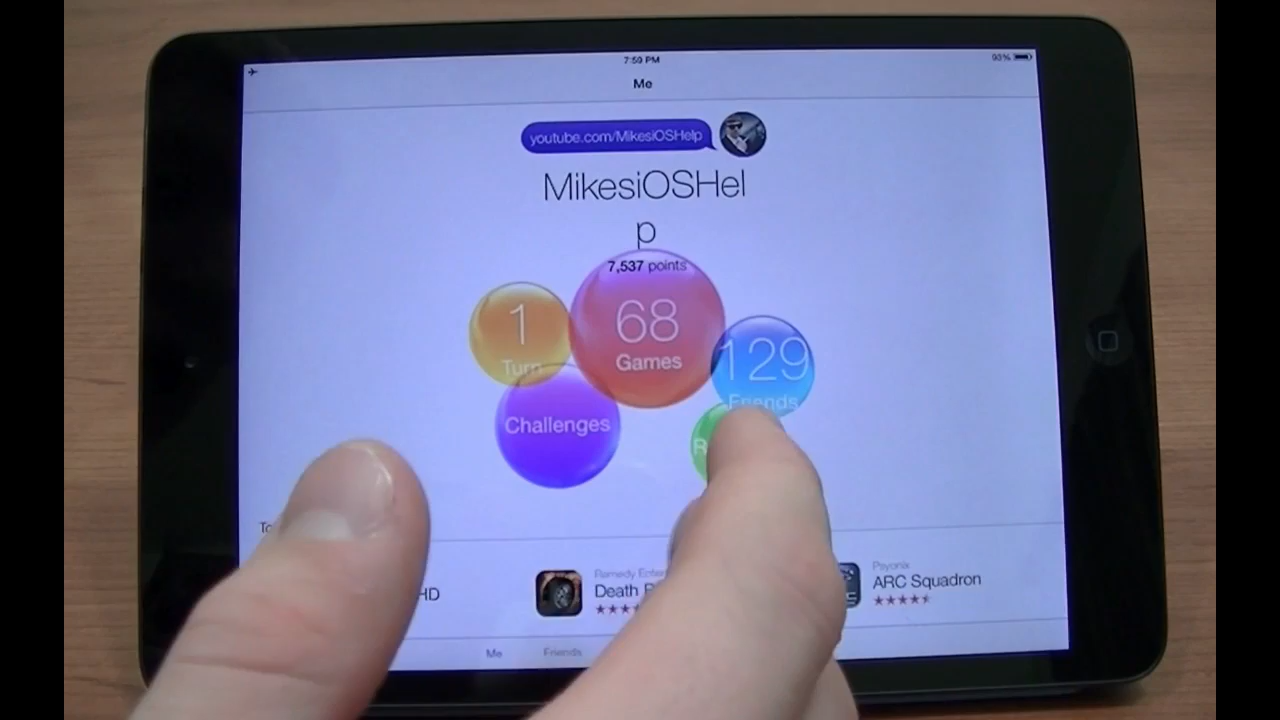 7:59 PM
93%
Me
youtube.com/MikesiOSHelp
MikesiOSHel
p
7,537 points
1
Turn
68
Games
129
Friends
Challenges
HD
Remedy
Death
Psyonix
ARC Squadron
Me
Friends